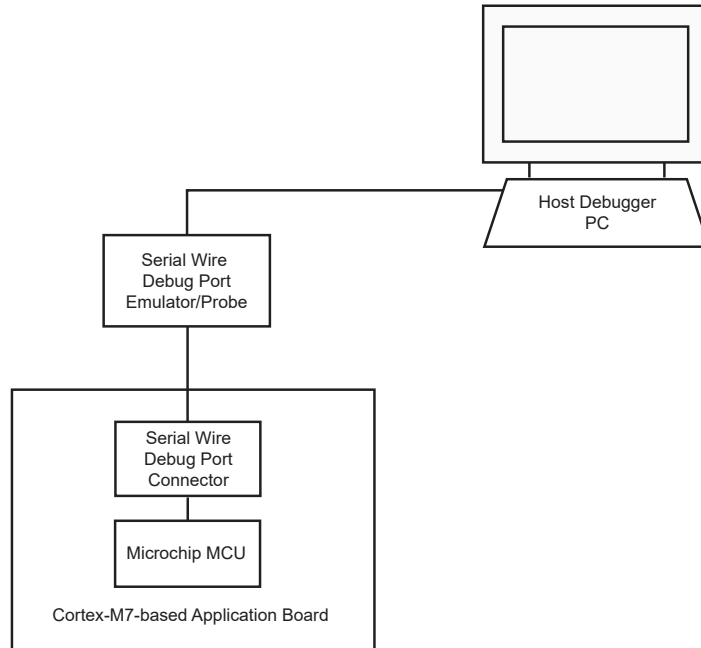 Host Debugger
PC
Serial Wire
Debug Port
Emulator/Probe
Serial Wire
Debug Port
Connector
Microchip MCU
Cortex-M7-based Application Board